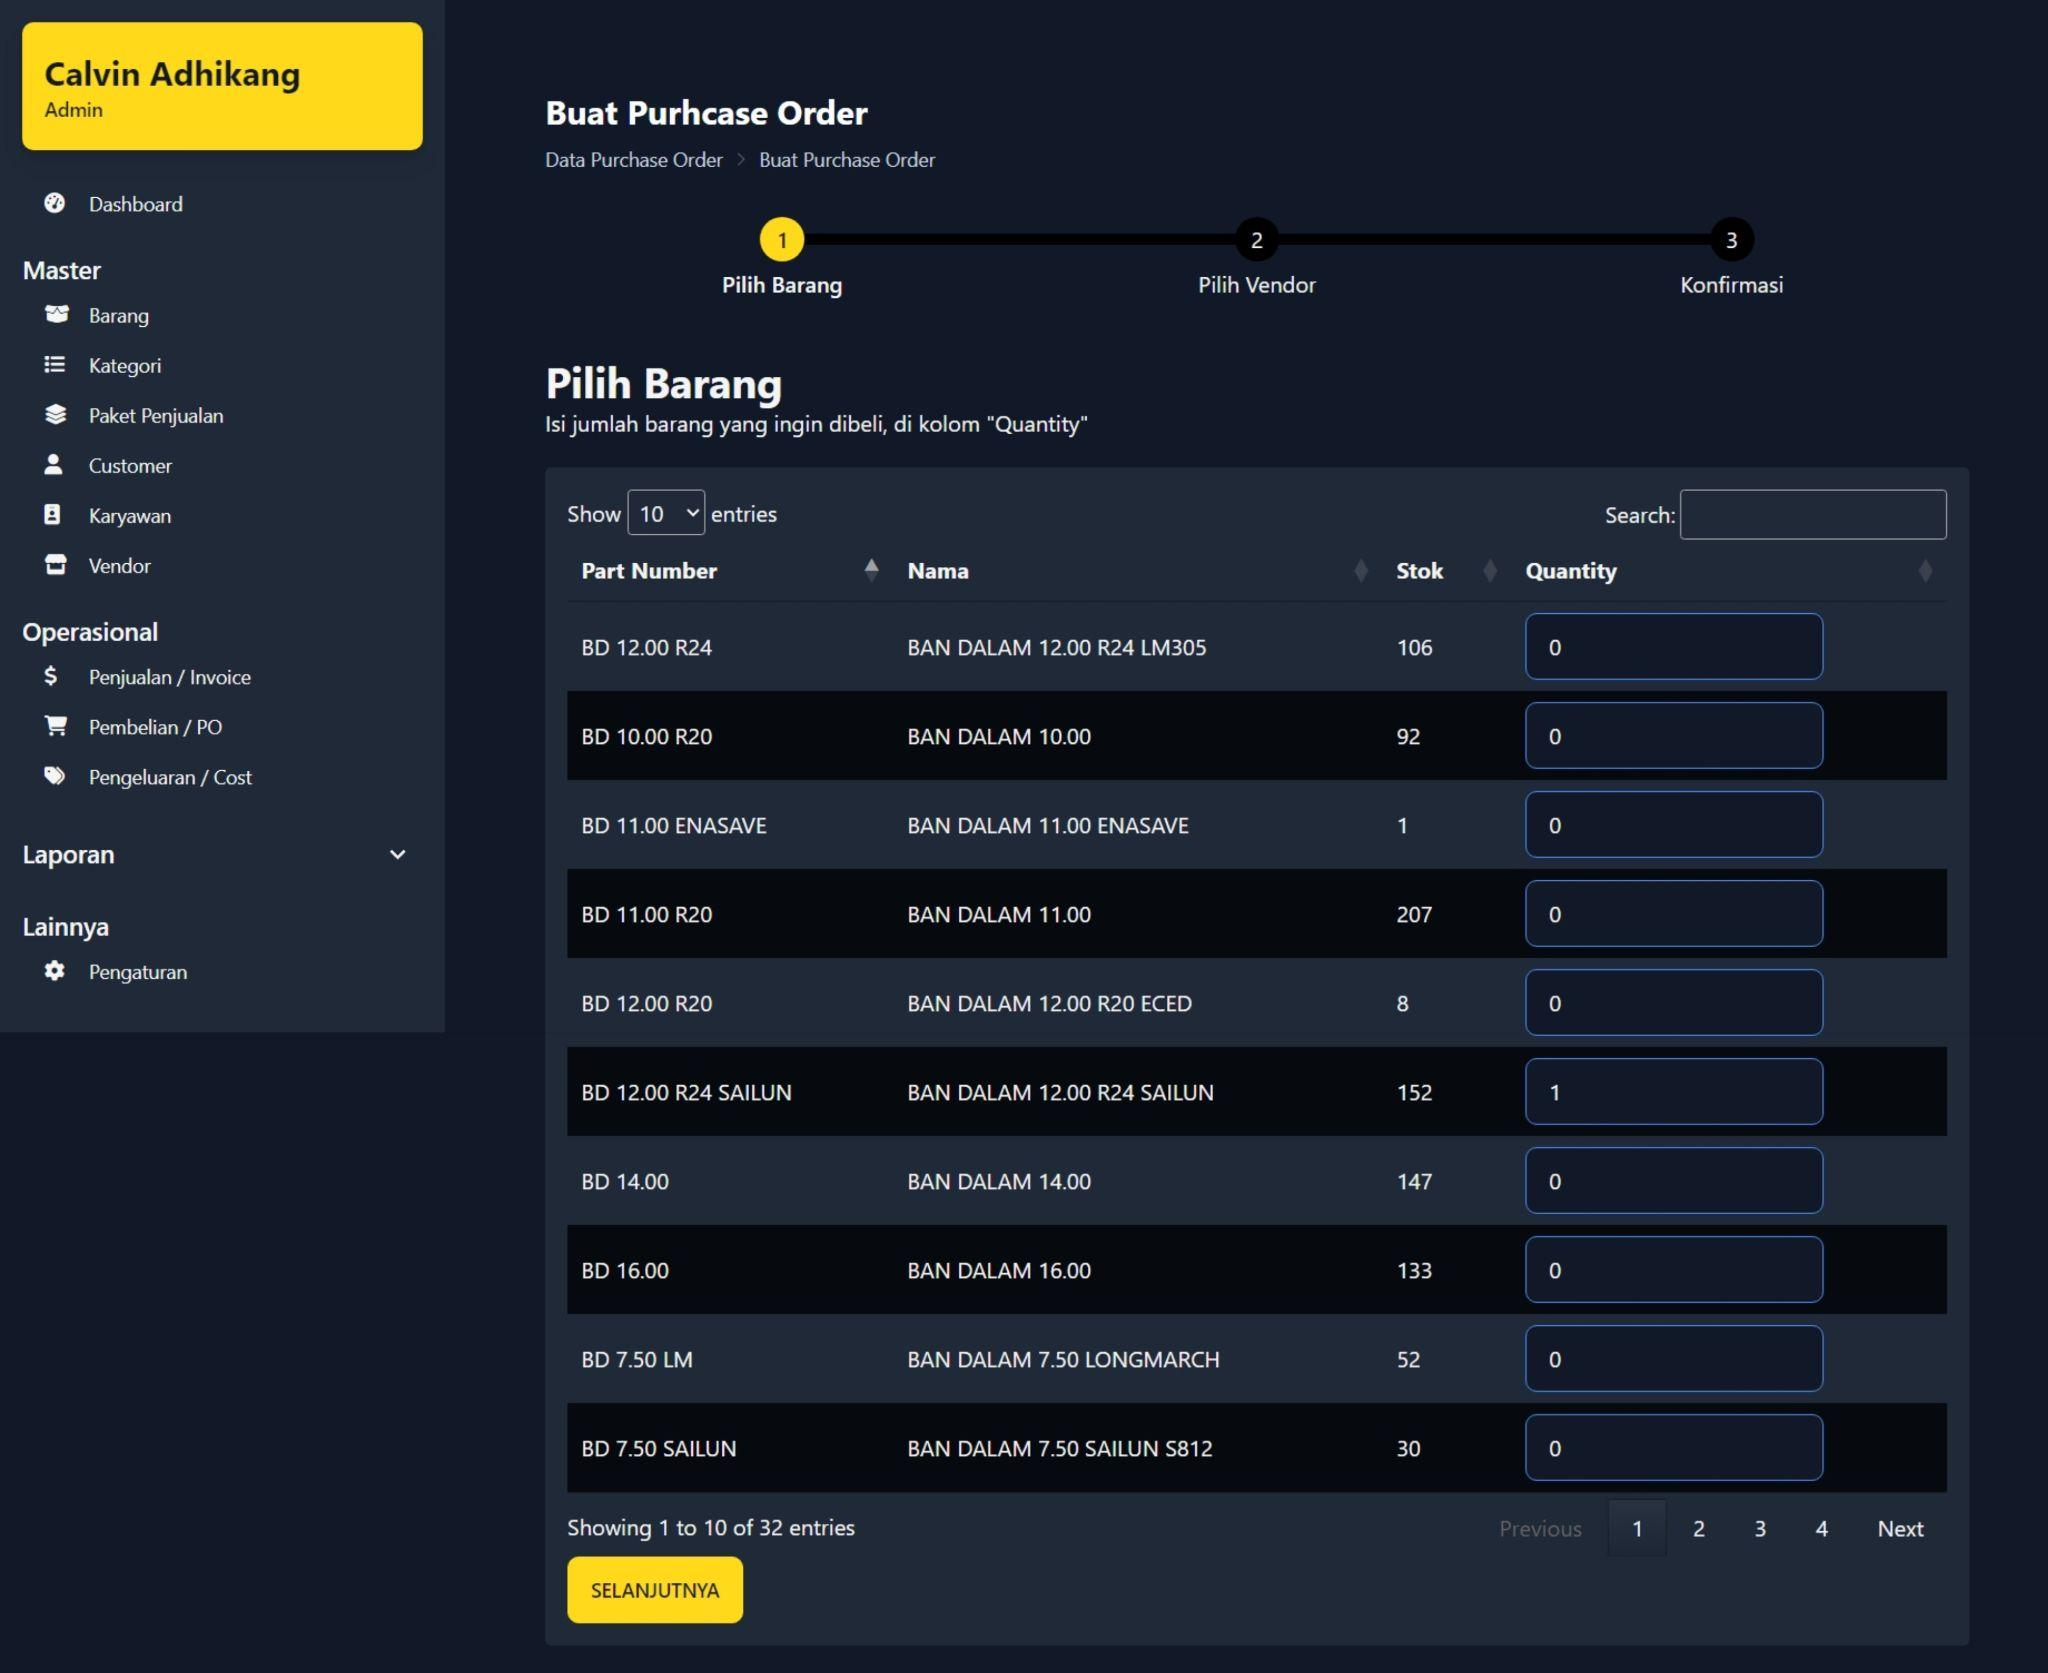 Calvin Adhikang
Admin
Dashboard
Master
Barang
Kategori
Paket Penjualan
Customer
Karyawan
Vendor
Operasional
Penjualan / Invoice
Pembelian / PO
Pengeluaran / Cost
Laporan
Lainnya
Pengaturan
Buat Purhcase Order
Data Purchase Order Buat Purchase Order
1 2 3
Pilih Barang Pilih Vendor Konfirmasi
Pilih Barang
Isi jumlah barang yang ingin dibeli, di kolom "Quantity"
Show 10 entries Search:
Part Number Nama Stok Quantity
BD 12.00 R24 BAN DALAM 12.00 R24 LM305 106 0
BD 10.00 R20 BAN DALAM 10.00 92 0
BD 11.00 ENASAVE BAN DALAM 11.00 ENASAVE 1 0
BD 11.00 R20 BAN DALAM 11.00 207 0
BD 12.00 R20 BAN DALAM 12.00 R20 ECED 8 0
BD 12.00 R24 SAILUN BAN DALAM 12.00 R24 SAILUN 152 1
BD 14.00 BAN DALAM 14.00 147 0
BD 16.00 BAN DALAM 16.00 133 0
BD 7.50 LM BAN DALAM 7.50 LONGMARCH 52 0
BD 7.50 SAILUN BAN DALAM 7.50 SAILUN S812 30 0
Showing 1 to 10 of 32 entries Previous 1 2 3 4 Next
SELANJUTNYA